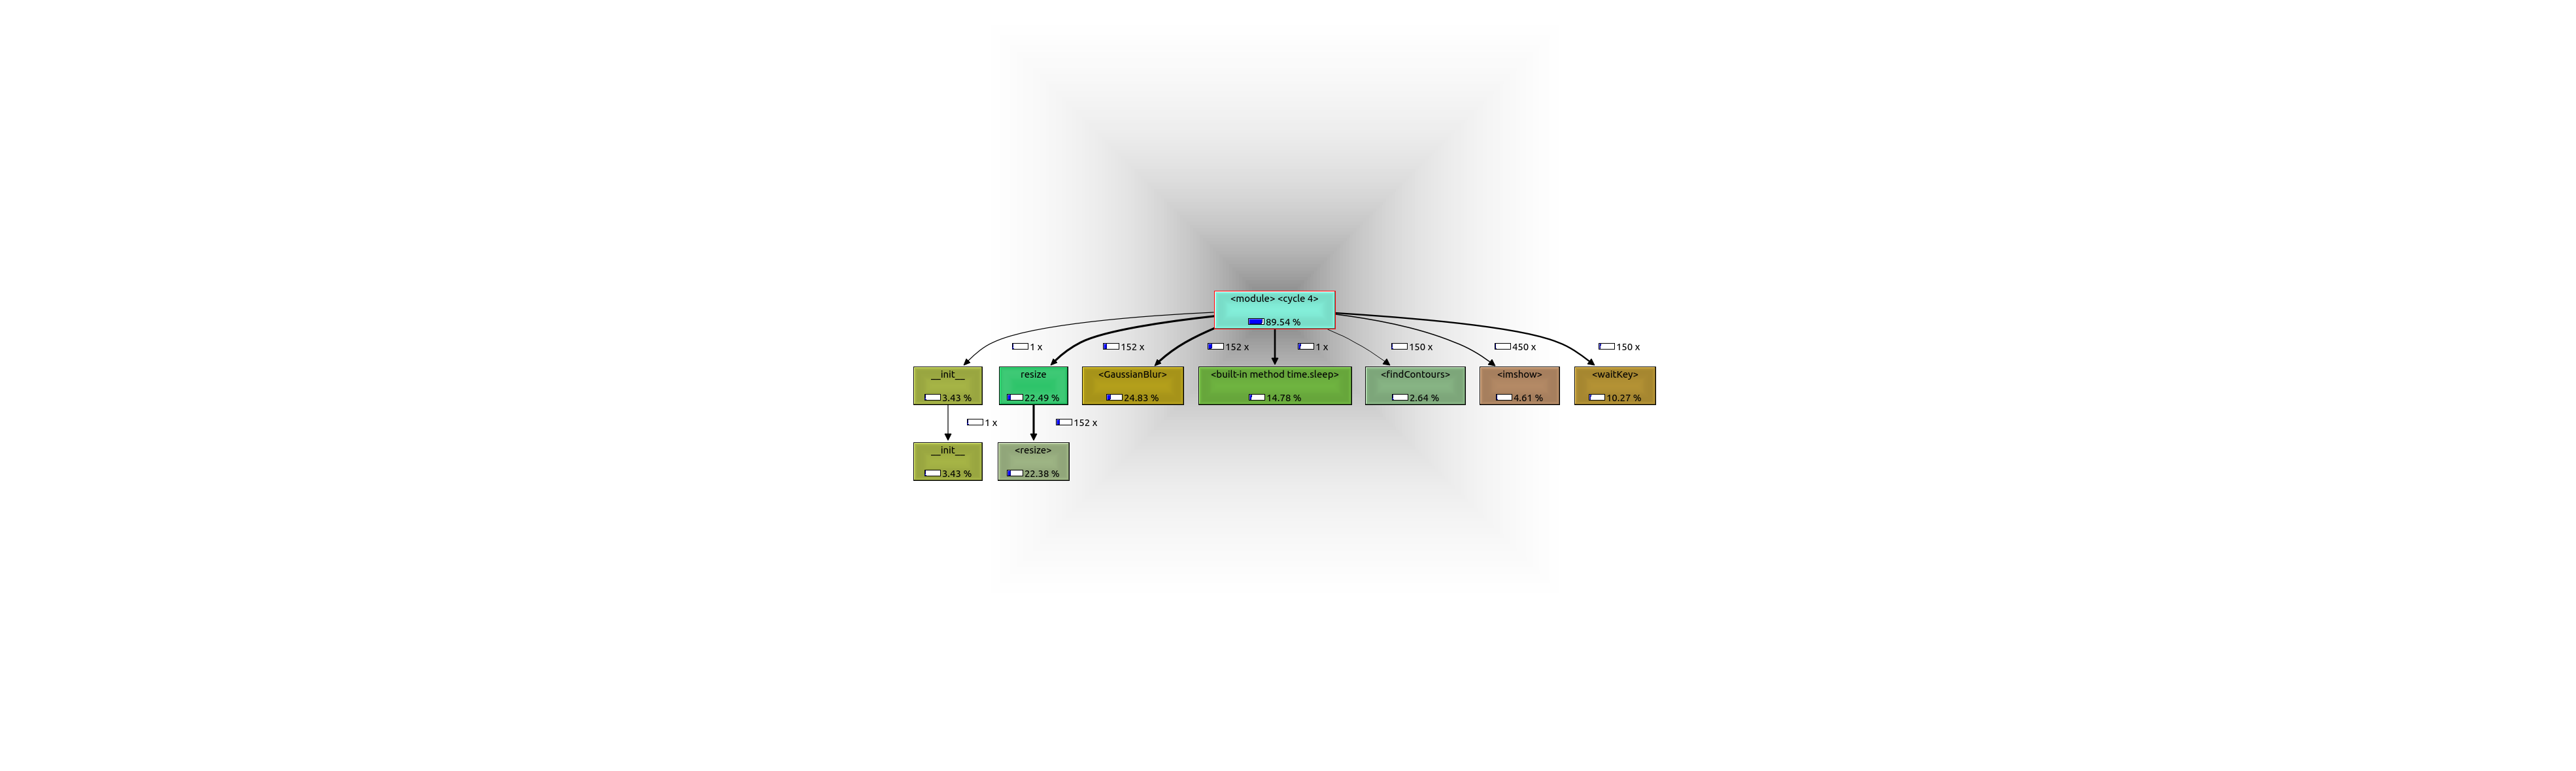 <module> <cycle 4>
89.54 %
1 x
152 x
152 x
1 x
150 x
450 x
150 x
__init__
3.43 %
resize
22.49 %
<GaussianBlur>
24.83 %
<built-in method time.sleep>
14.78 %
<findContours>
2.64 %
<imshow>
4.61 %
<waitKey>
10.27 %
1 x
152 x
__init__
3.43 %
<resize>
22.38 %